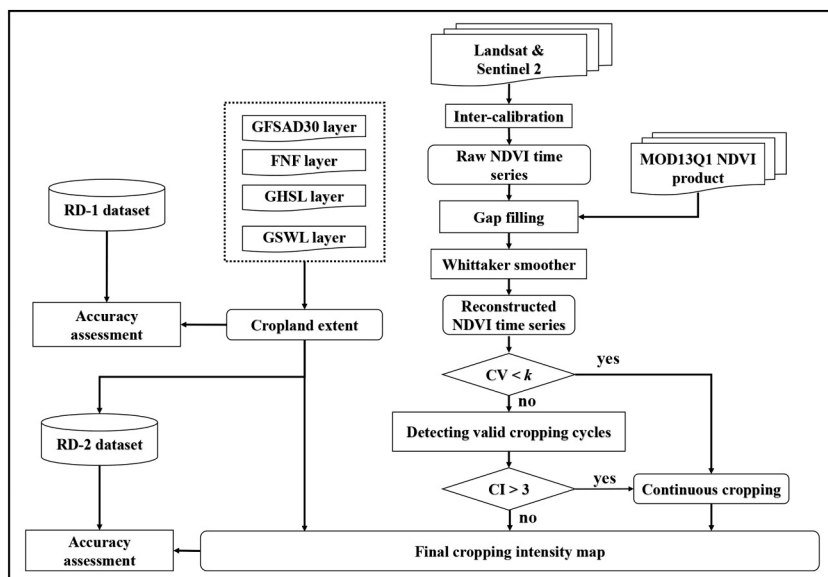 Landsat &
Sentinel 2
Inter-calibration
Raw NDVI time
series
MOD13Q1 NDVI
product
Gap filling
Whittaker smoother
Reconstructed
NDVI time series
CV < k
yes
no
Detecting valid cropping cycles
CI > 3
yes
no
Continuous cropping
GFSAD30 layer
FNF layer
GHSL layer
GSWL layer
RD-1 dataset
Accuracy
assessment
Cropland extent
RD-2 dataset
Accuracy
assessment
Final cropping intensity map